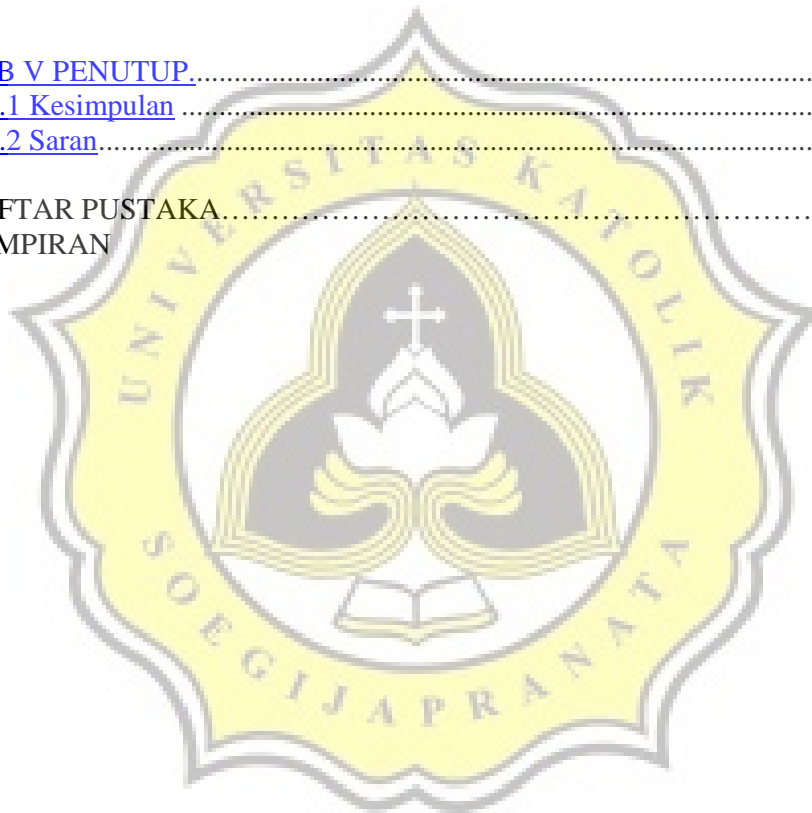 B V PENUTUP.......................................................................................
.1 Kesimpulan .......................................................................................
.2 Saran.......................................................................................
FTAR PUSTAKA.......................................................................
MPIRAN
UNIVERSITAS KATOLIK
SOEGIJAPRANATA